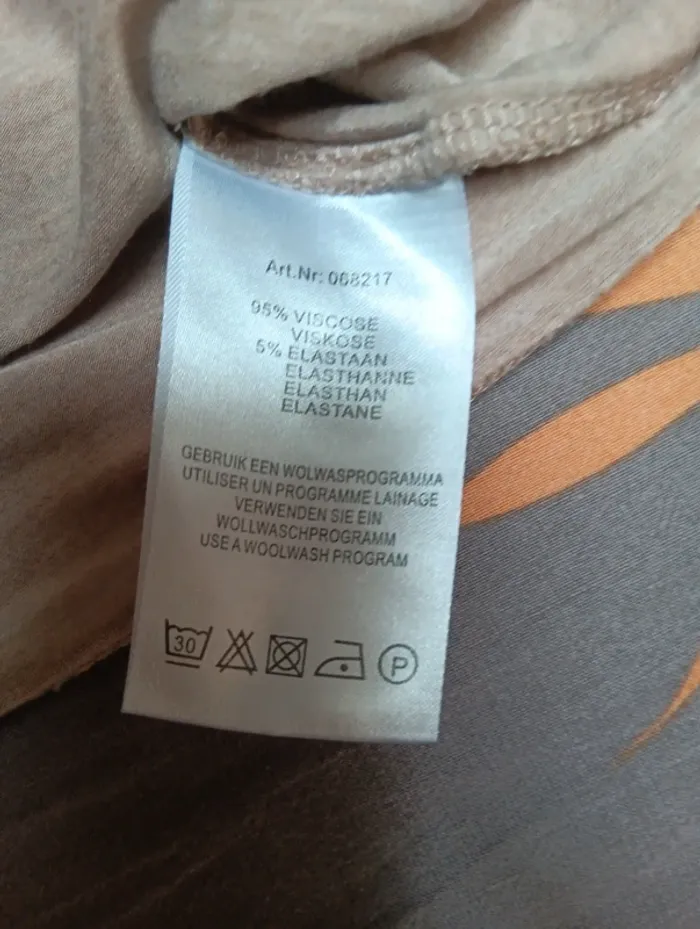 Art.Nr: 068217
95% VISCOSE
VISKOSE
5% ELASTAAN
ELASTHANNE
ELASTHAN
ELASTANE
GEBRUIK EEN WOLWASPROGRAMMA
UTILISER UN PROGRAMME LAINAGE
VERWENDEN SIE EIN
WOLLWASCHPROGRAMM
USE A WOOLWASH PROGRAM
30 P